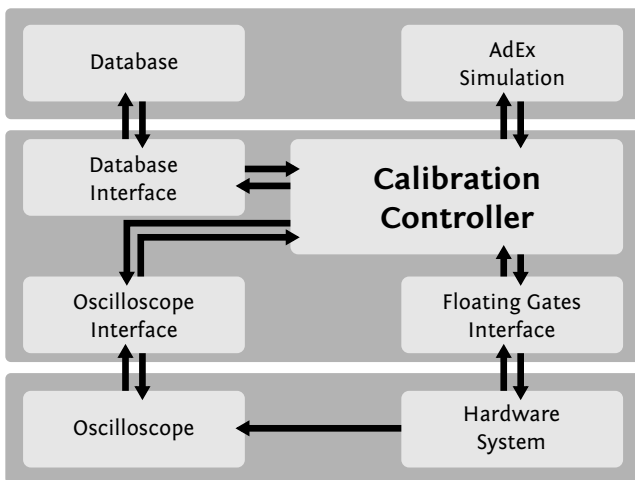 Database
AdEx
Simulation
Database
Interface
Calibration
Controller
Oscilloscope
Interface
Floating Gates
Interface
Oscilloscope
Hardware
System